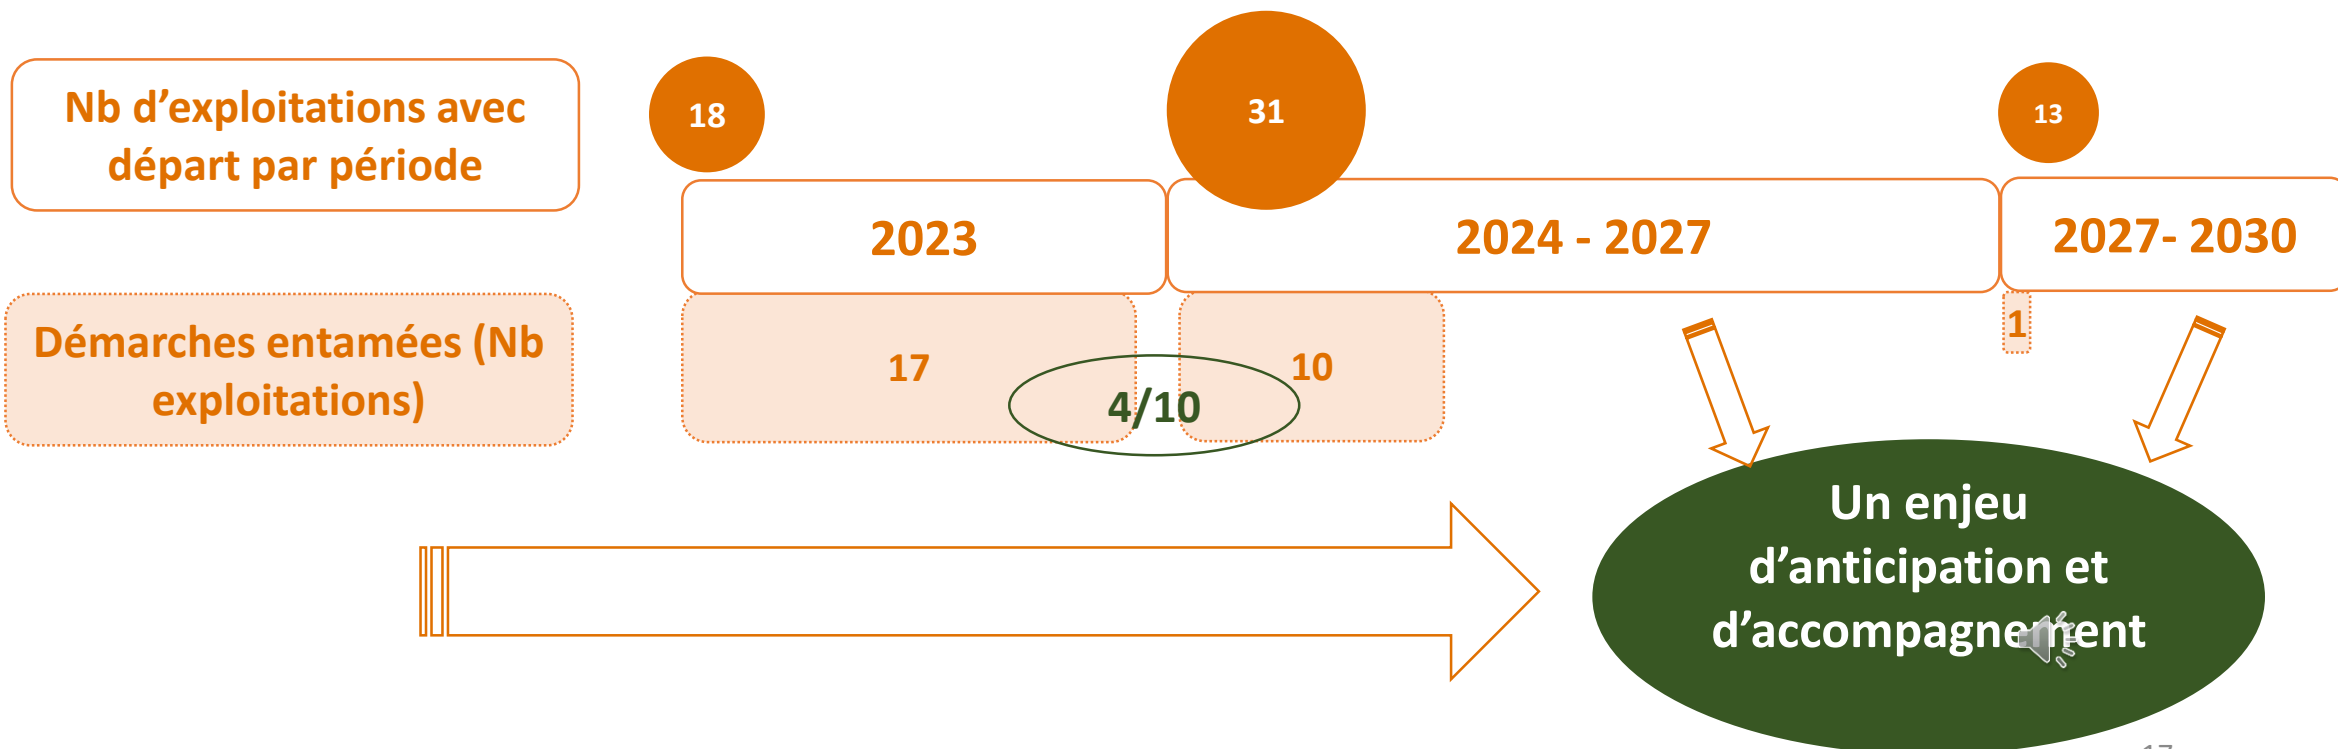 Nb d’exploitations avec
départ par période
18
31
13
2023
2024 - 2027
2027- 2030
Démarches entamées (Nb
exploitations)
17
10
1
4/10
Un enjeu
d’anticipation et
d’accompagnement
17